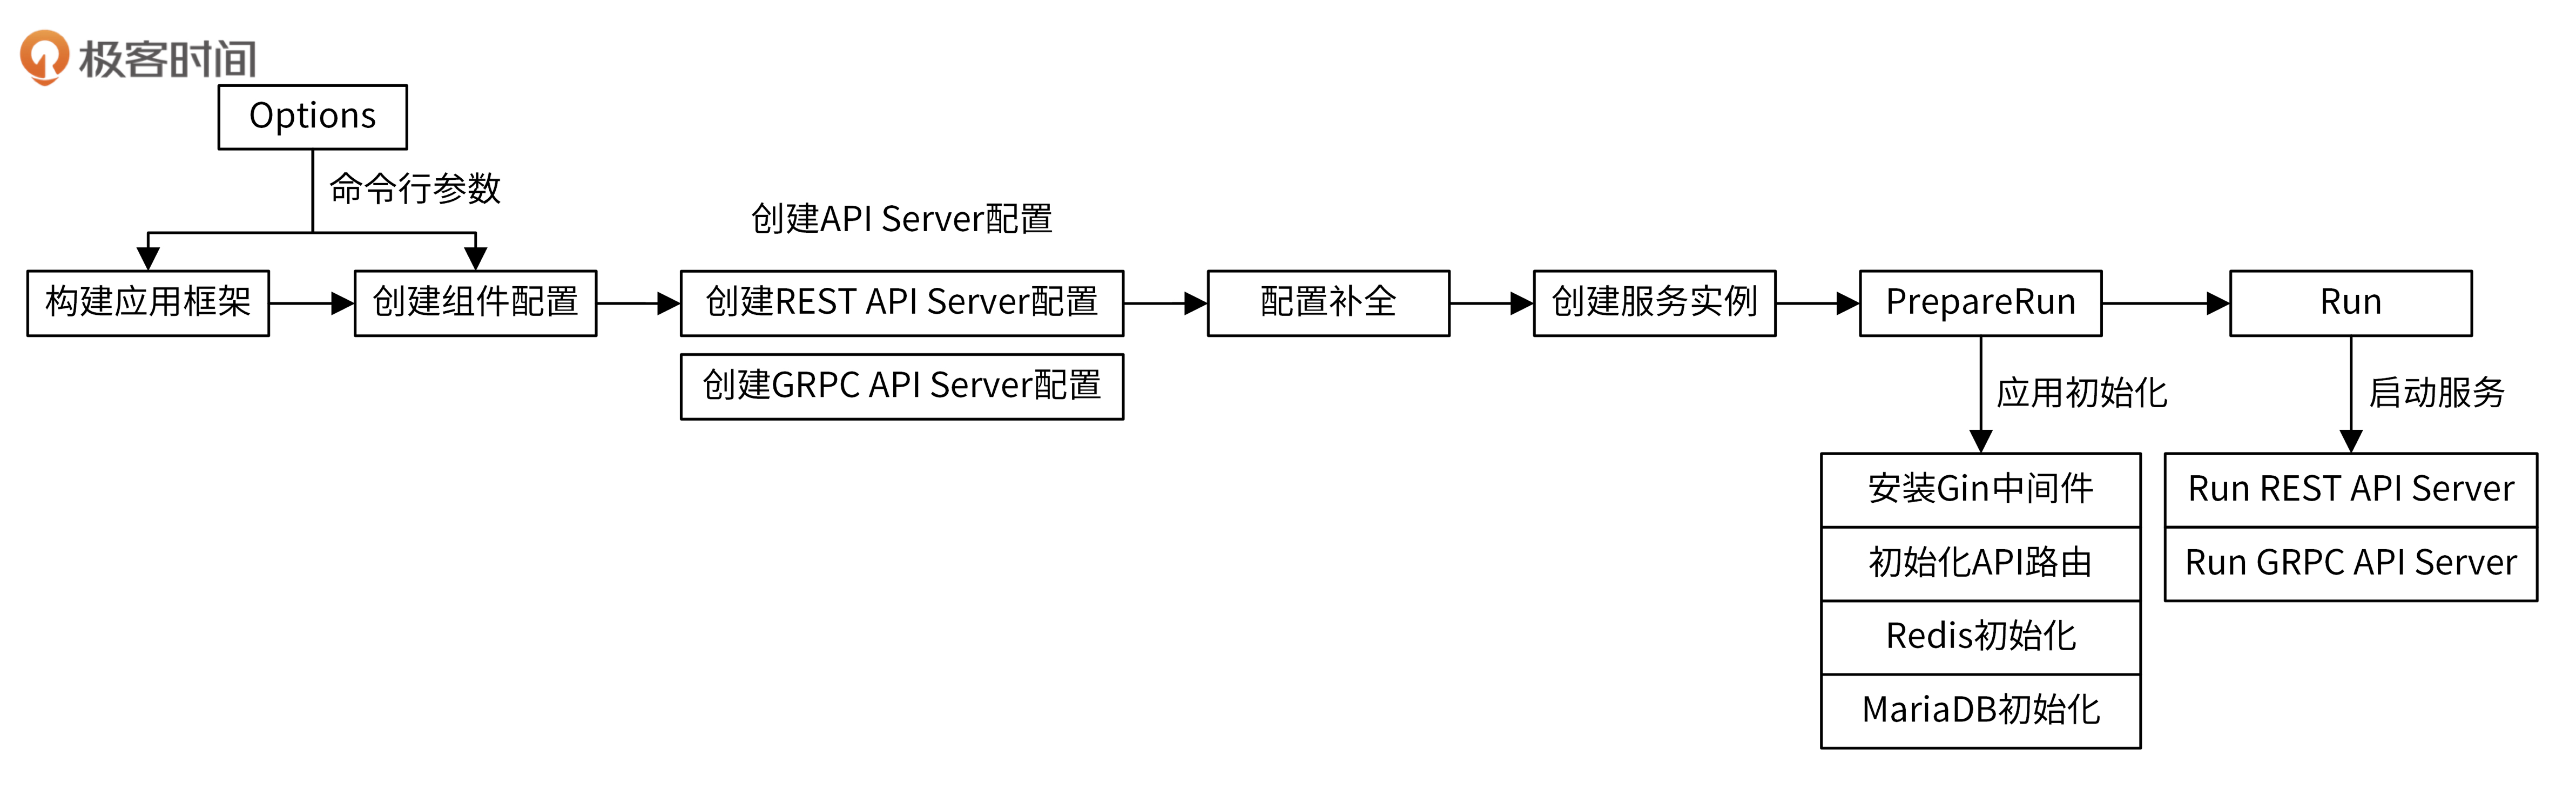 极客时间
Options
命令行参数
创建API Server配置
构建应用框架
创建组件配置
创建REST API Server配置
配置补全
创建服务实例
PrepareRun
Run
创建GRPC API Server配置
应用初始化
启动服务
安装Gin中间件
初始化API路由
Redis初始化
MariaDB初始化
Run REST API Server
Run GRPC API Server